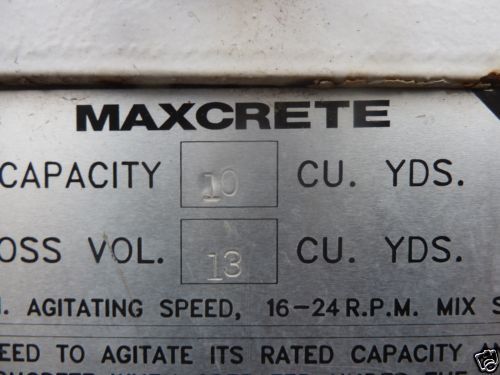 MAXCRETE
CAPACITY 10 CU. YDS.
OSS VOL. 13 CU. YDS.
. AGITATING SPEED, 16-24 R.P.M. MIX S
EED TO AGITATE ITS RATED CAPACITY AN